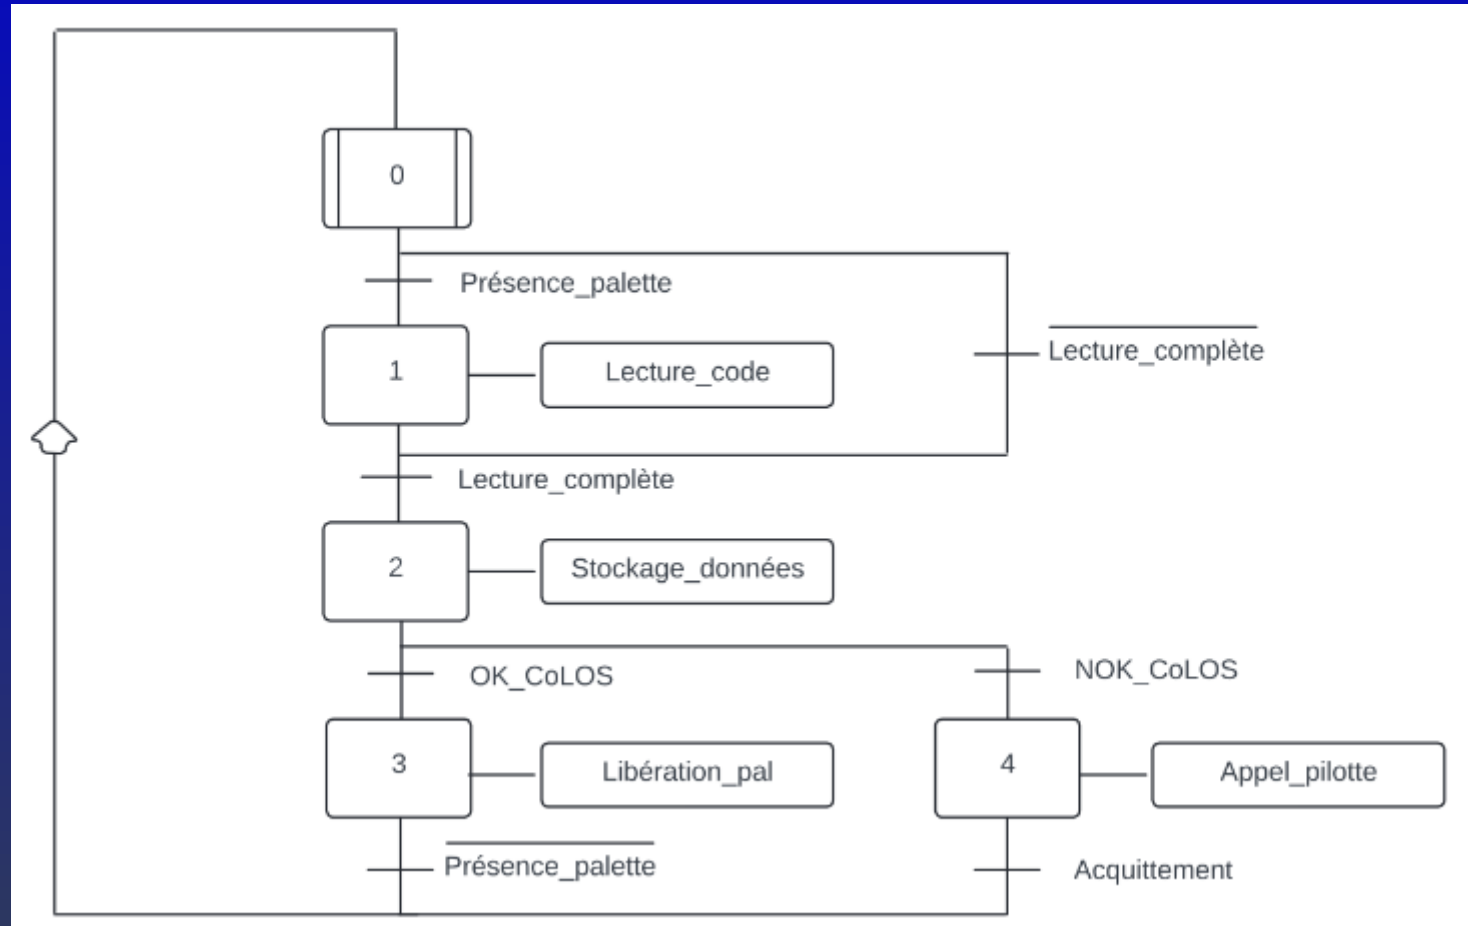 0
Présence_palette
1
Lecture_code
Lecture_complète
Lecture_complète
2
Stockage_données
OK_CoLOS
NOK_CoLOS
3
Libération_pal
4
Appel_pilotte
Présence_palette
Acquittement